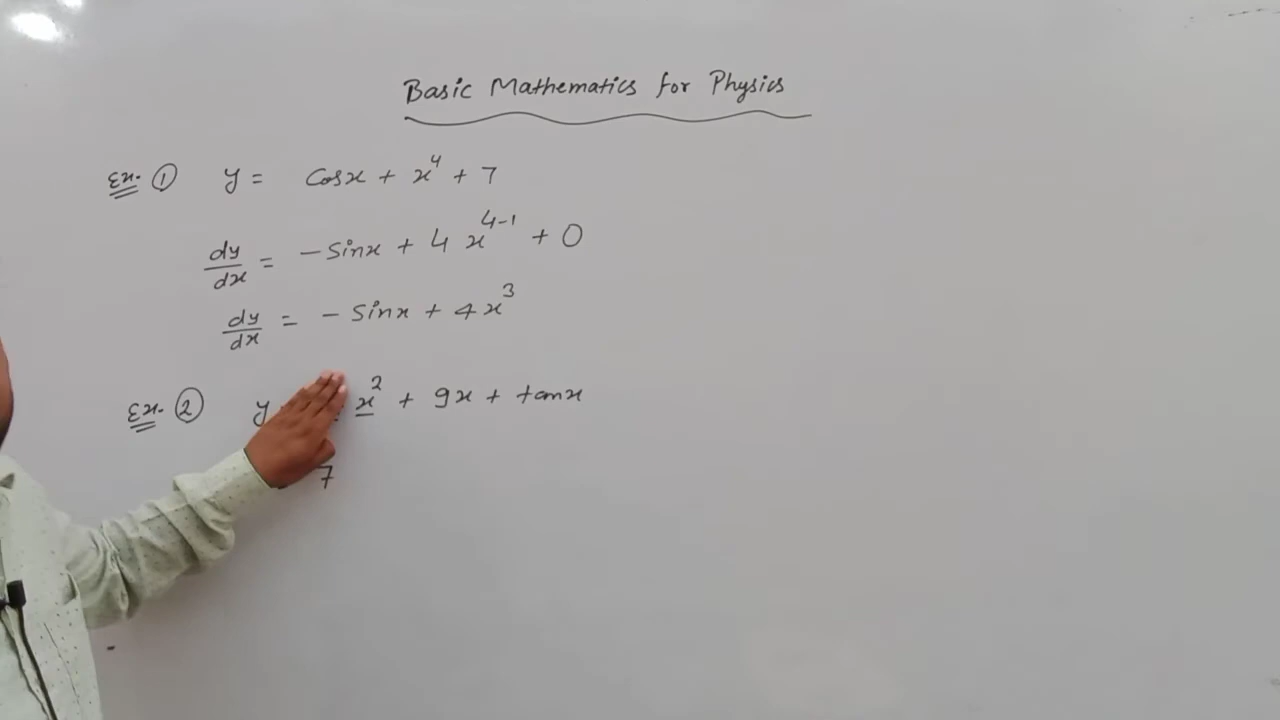 Basic Mathematics for Physics
Ex. ① y = Cosx + x⁴ + 7
dy/dx = -Sinx + 4 x⁴⁻¹ + 0
dy/dx = - Sinx + 4x³
Ex. ② y x² + 9x + tanx
7